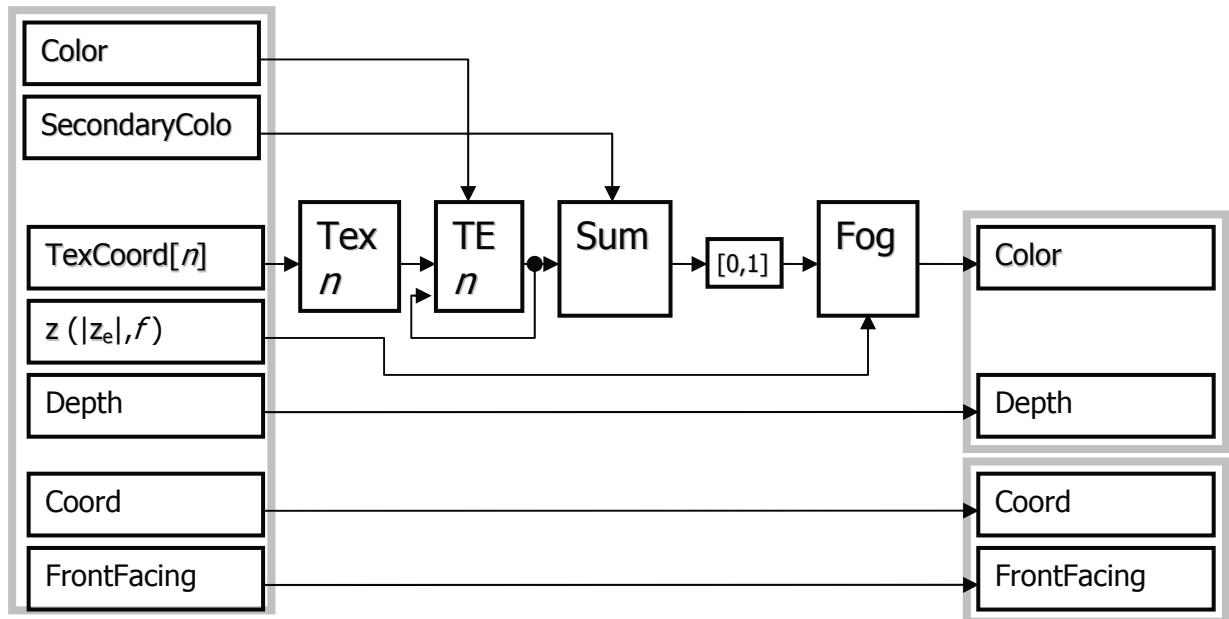 Color
SecondaryColo
TexCoord[n]
z (|zₑ|,f )
Depth
Coord
FrontFacing
Tex
n
TE
n
Sum
[0,1]
Fog
Color
Depth
Coord
FrontFacing